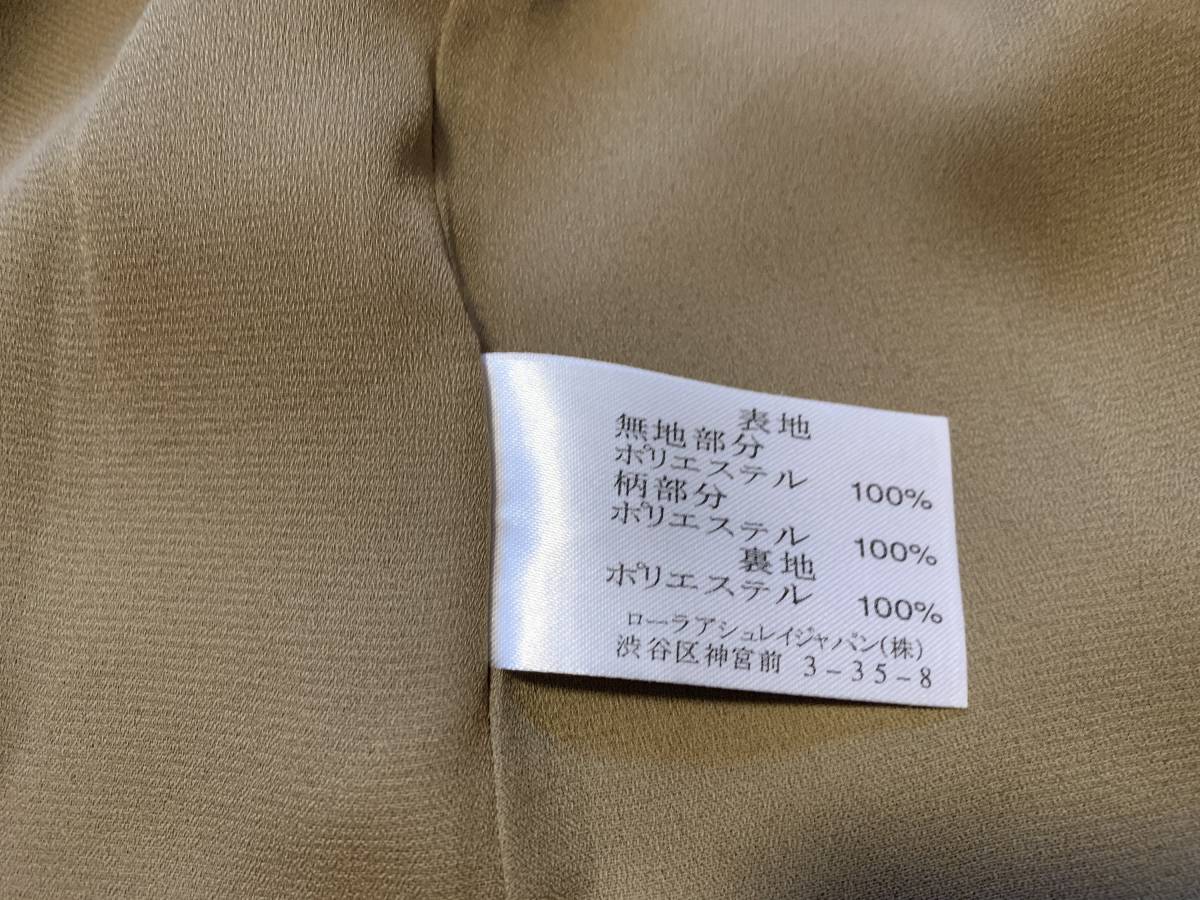 表地
無地部分
ポリエステル 100%
柄部分
ポリエステル 100%
裏地
ポリエステル 100%
ローラアシュレイジャパン(株)
渋谷区神宮前 3-35-8